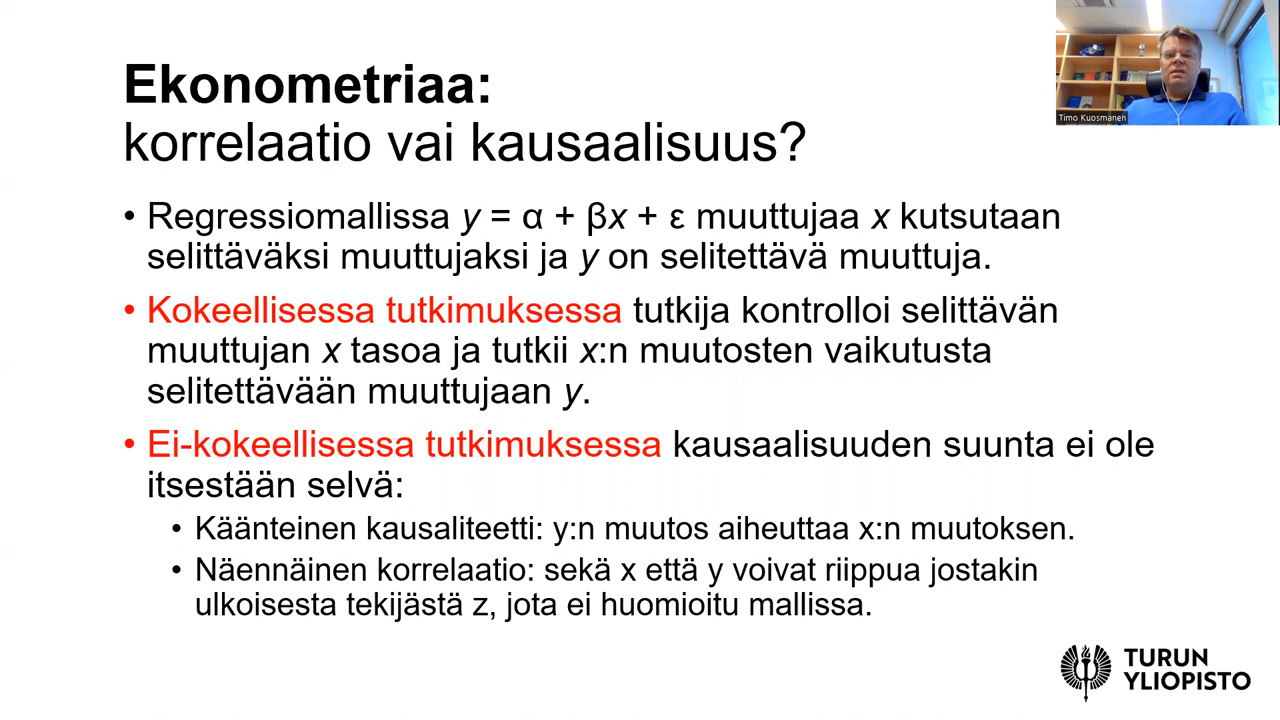 Ekonometriaa:
korrelaatio vai kausaalisuus?
• Regressiomallissa y = α + βx + ε muuttujaa x kutsutaan
selittäväksi muuttujaksi ja y on selitettävä muuttuja.
• Kokeellisessa tutkimuksessa tutkija kontrolloi selittävän
muuttujan x tasoa ja tutkii x:n muutosten vaikutusta
selitettävään muuttujaan y.
• Ei-kokeellisessa tutkimuksessa kausaalisuuden suunta ei ole
itsestään selvä:
• Käänteinen kausaliteetti: y:n muutos aiheuttaa x:n muutoksen.
• Näennäinen korrelaatio: sekä x että y voivat riippua jostakin
ulkoisesta tekijästä z, jota ei huomioitu mallissa.
Timo Kuosmanen
TURUN
YLIOPISTO